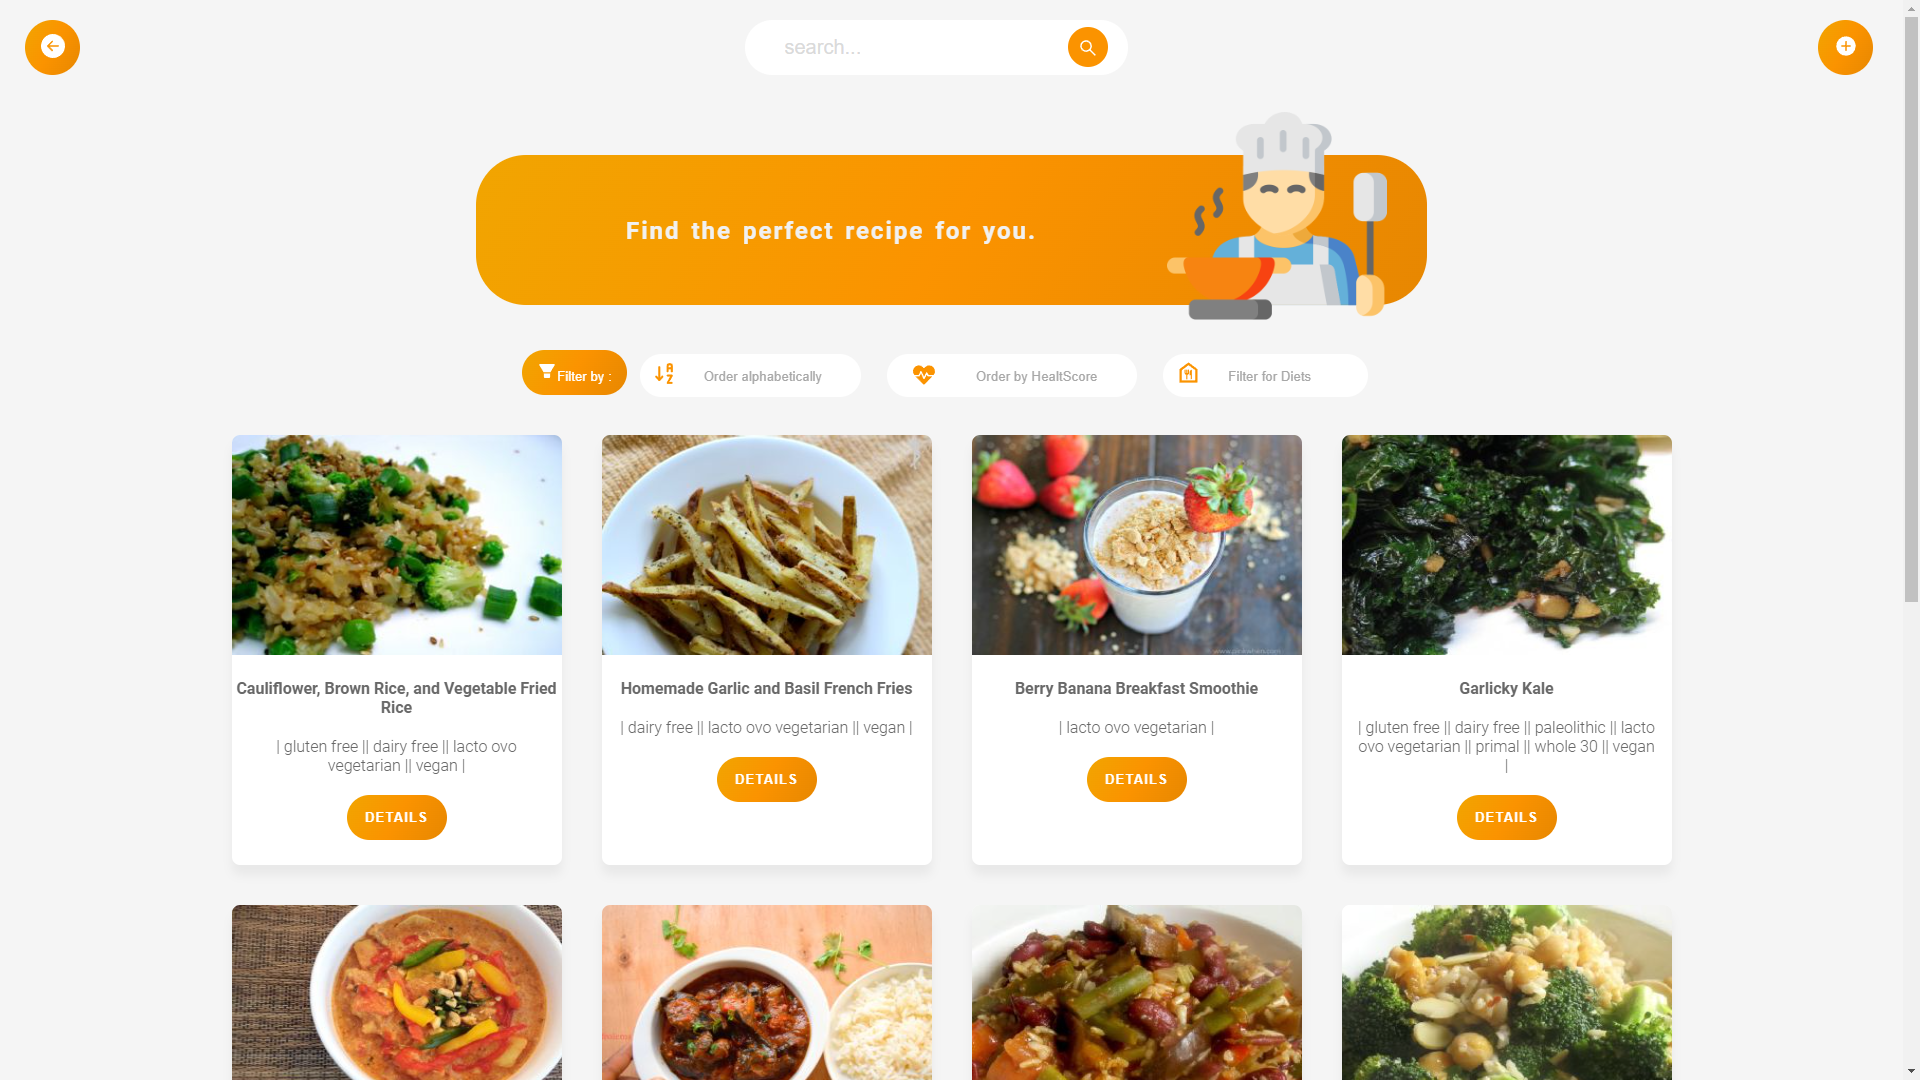 search...
Find the perfect recipe for you.
Filter by :
A
Z
Order alphabetically
Order by HealtScore
Filter for Diets
Cauliflower, Brown Rice, and Vegetable Fried
Rice
| gluten free || dairy free || lacto ovo
vegetarian || vegan |
DETAILS
Homemade Garlic and Basil French Fries
| dairy free || lacto ovo vegetarian || vegan |
DETAILS
Berry Banana Breakfast Smoothie
| lacto ovo vegetarian |
DETAILS
Garlicky Kale
| gluten free || dairy free || paleolithic || lacto
ovo vegetarian || primal || whole 30 || vegan
|
DETAILS